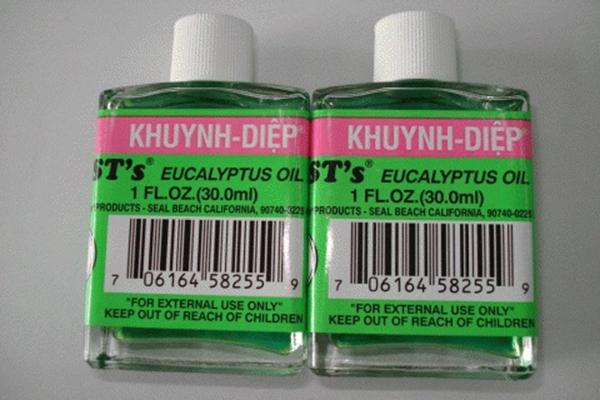 KHUYNH-DIỆP®
ST's® EUCALYPTUS OIL
1 FL.OZ.(30.0ml)
PRODUCTS - SEAL BEACH CALIFORNIA, 90740-0225
7 06164 58255 9
"FOR EXTERNAL USE ONLY"
KEEP OUT OF REACH OF CHILDREN
KHUYNH-DIỆP®
ST's® EUCALYPTUS OIL
1 FL.OZ.(30.0ml)
PRODUCTS - SEAL BEACH CALIFORNIA, 90740-0225
7 06164 58255 9
"FOR EXTERNAL USE ONLY"
KEEP OUT OF REACH OF CHILDREN